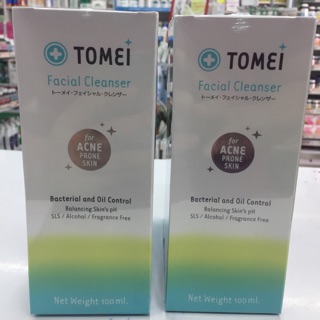 TOMEI
Facial Cleanser
トーメイ・フェイシャル・クレンザー
for
ACNE
PRONE
SKIN
Bacterial and Oil Control
Balancing Skin's pH
SLS / Alcohol / Fragrance Free
Net Weight 100 ml.
TOMEI
Facial Cleanser
トーメイ・フェイシャル・クレンザー
for
ACNE
PRONE
SKIN
Bacterial and Oil Control
Balancing Skin's pH
SLS / Alcohol / Fragrance Free
Net Weight 100 ml.